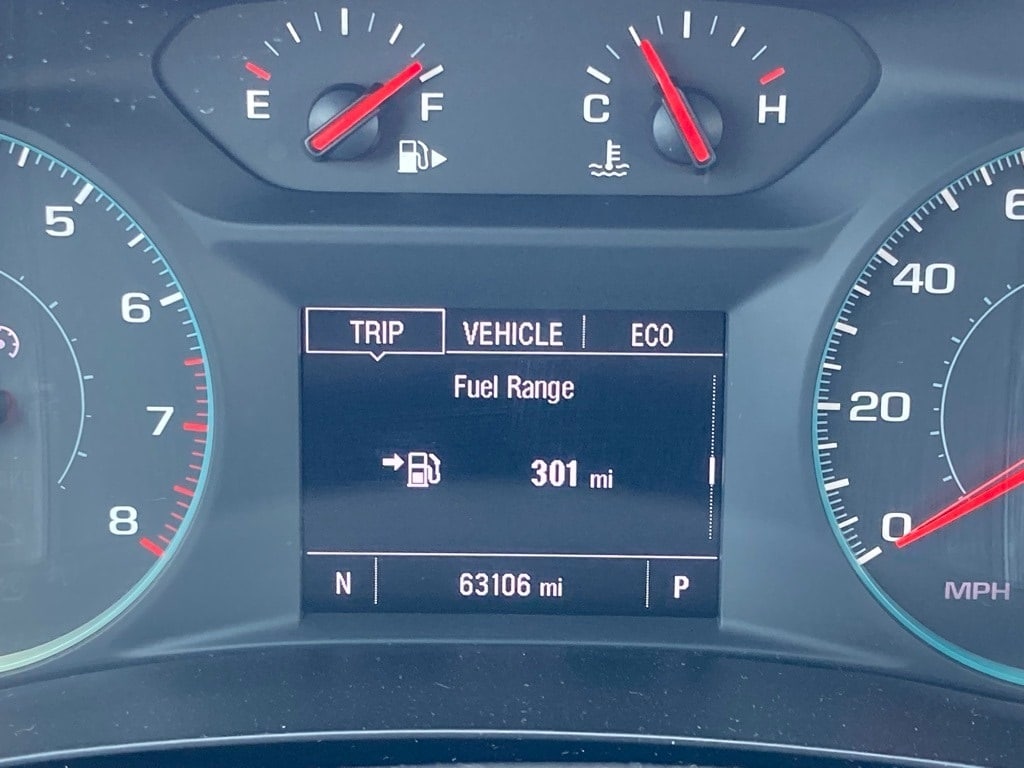 E F
C H
5
6
7
8
TRIP VEHICLE ECO
Fuel Range
301 mi
N 63106 mi P
40
20
0
MPH